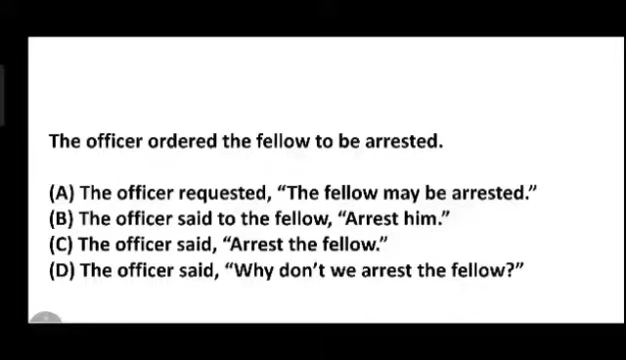 The officer ordered the fellow to be arrested.
(A) The officer requested, “The fellow may be arrested.”
(B) The officer said to the fellow, “Arrest him.”
(C) The officer said, “Arrest the fellow.”
(D) The officer said, “Why don’t we arrest the fellow?”